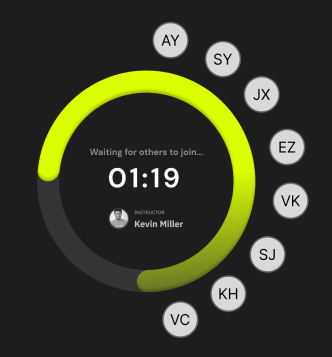 AY
SY
JX
EZ
Waiting for others to join...
01:19
VK
INSTRUCTOR
Kevin Miller
SJ
KH
VC